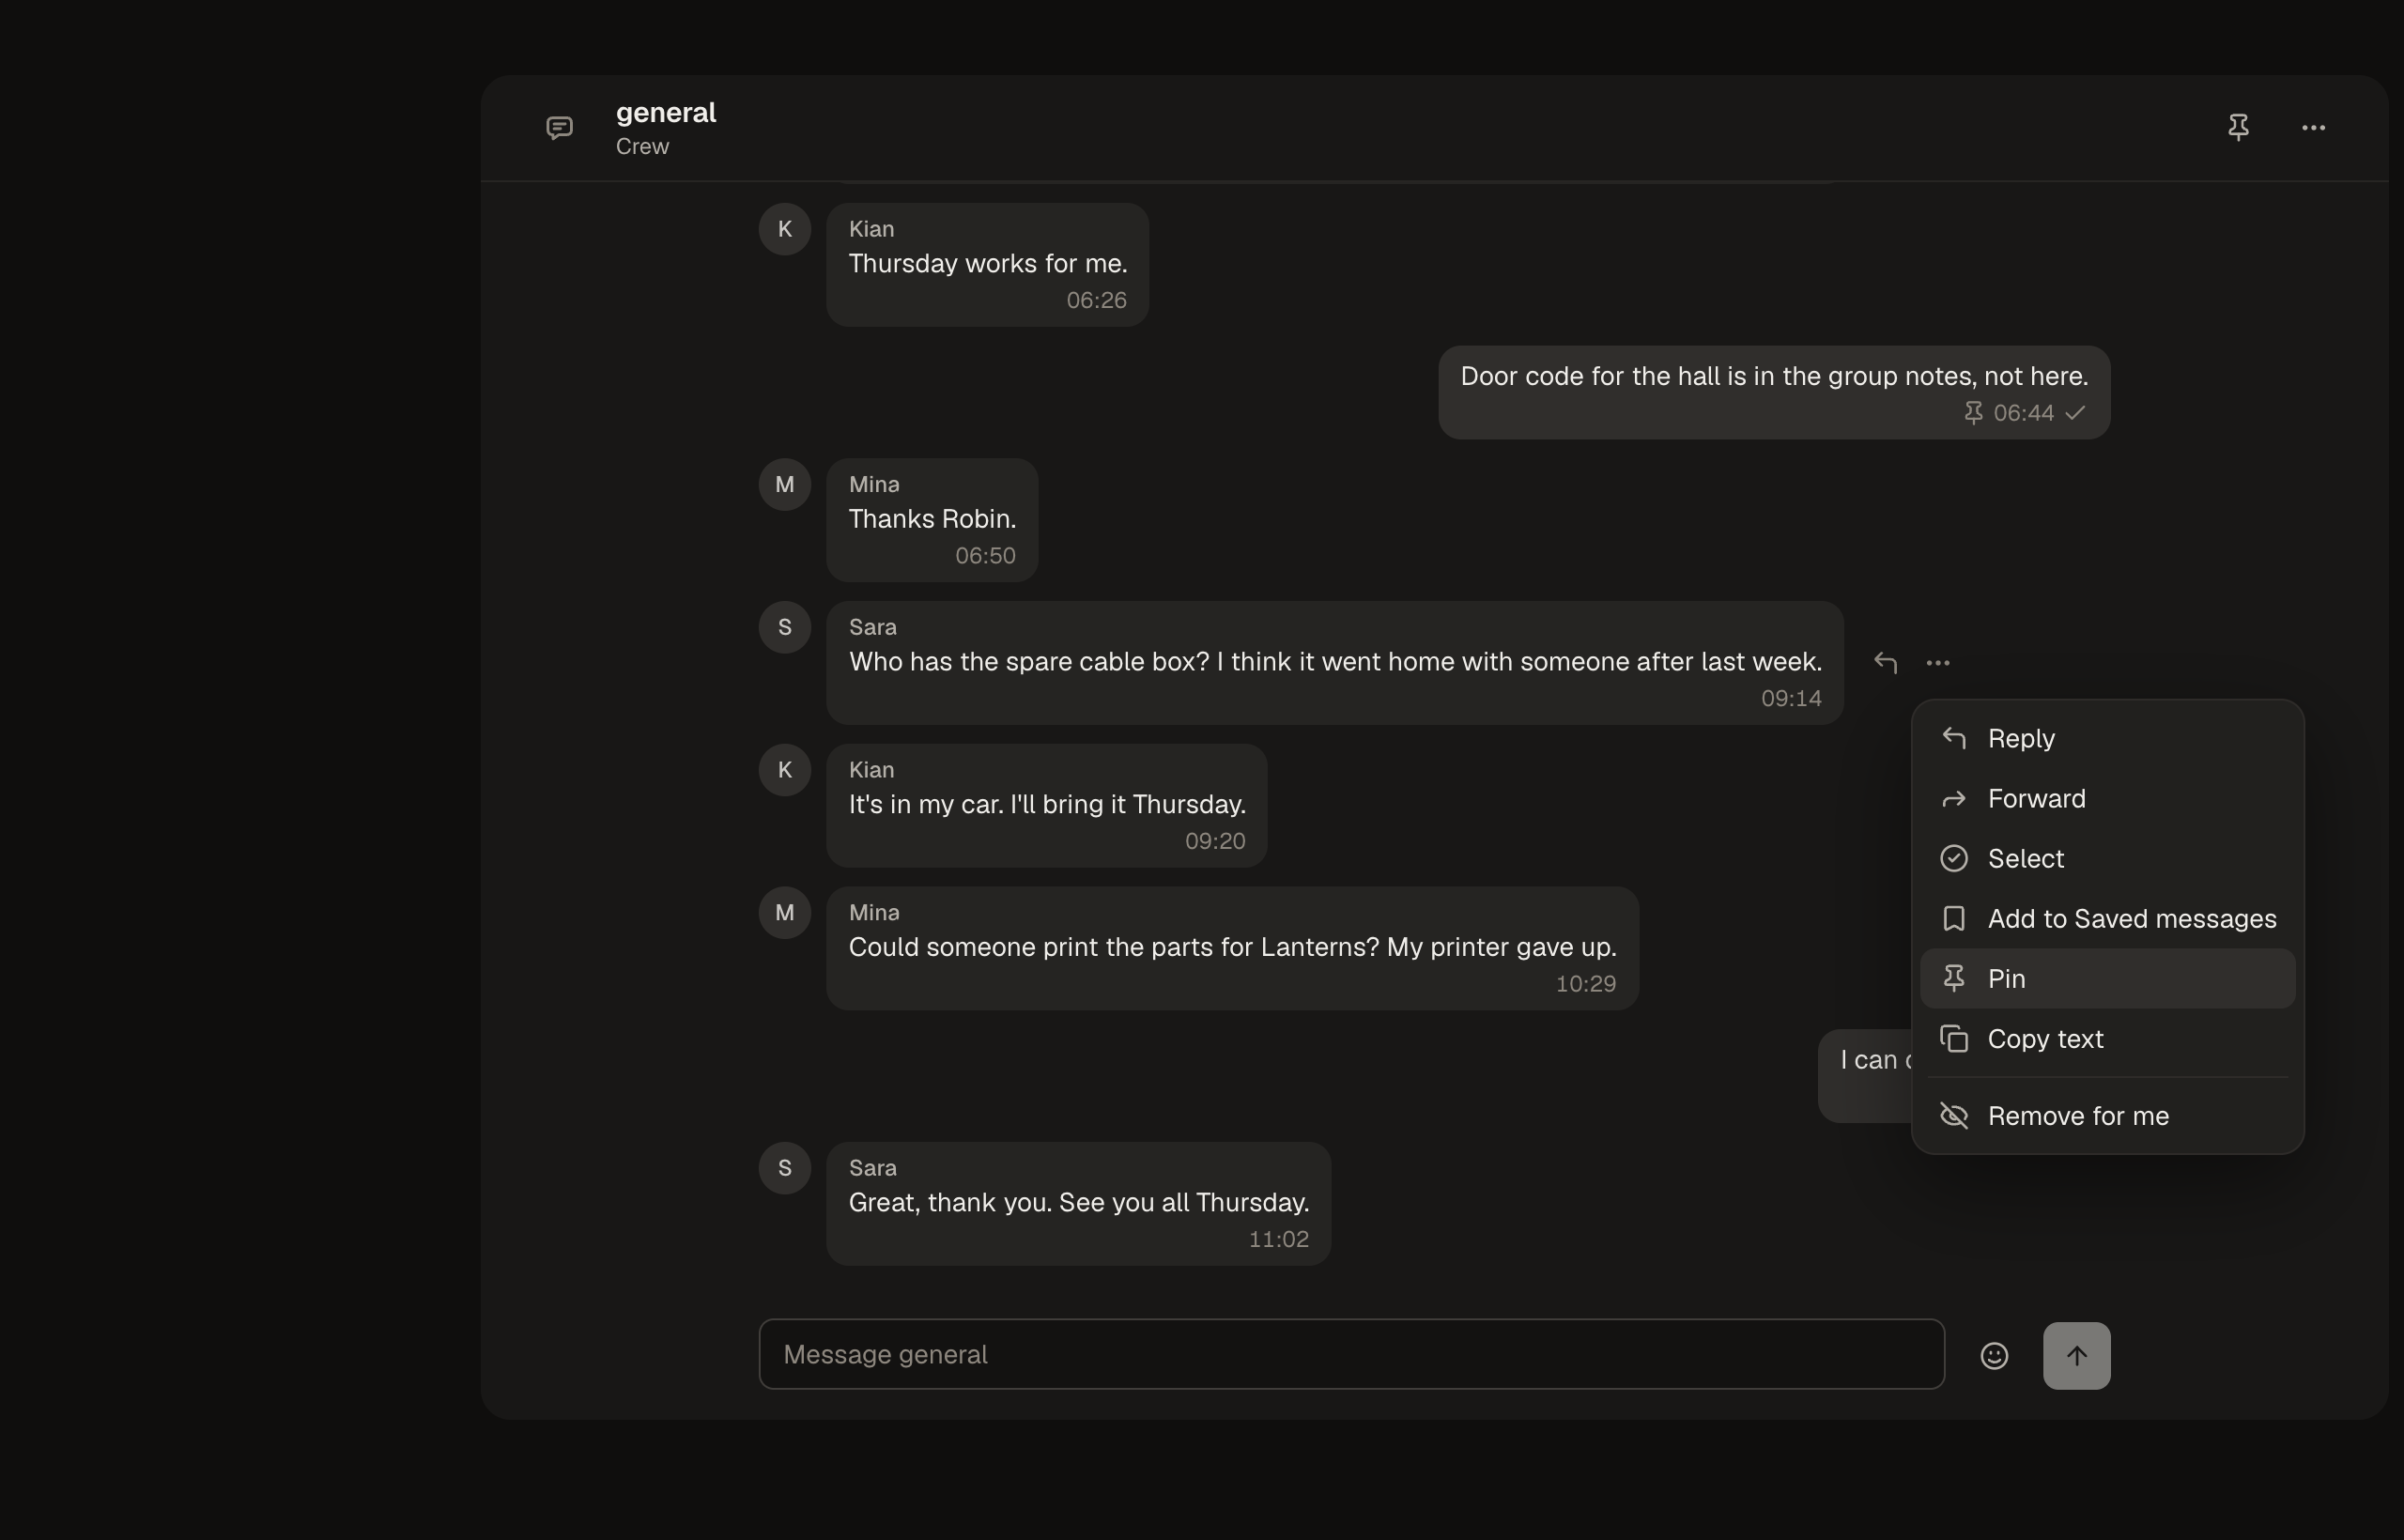 general
Crew
K
Kian
Thursday works for me.
06:26
Door code for the hall is in the group notes, not here.
06:44
M
Mina
Thanks Robin.
06:50
S
Sara
Who has the spare cable box? I think it went home with someone after last week.
09:14
Reply
Forward
Select
Add to Saved messages
Pin
Copy text
Remove for me
K
Kian
It's in my car. I'll bring it Thursday.
09:20
M
Mina
Could someone print the parts for Lanterns? My printer gave up.
10:29
I can
S
Sara
Great, thank you. See you all Thursday.
11:02
Message general